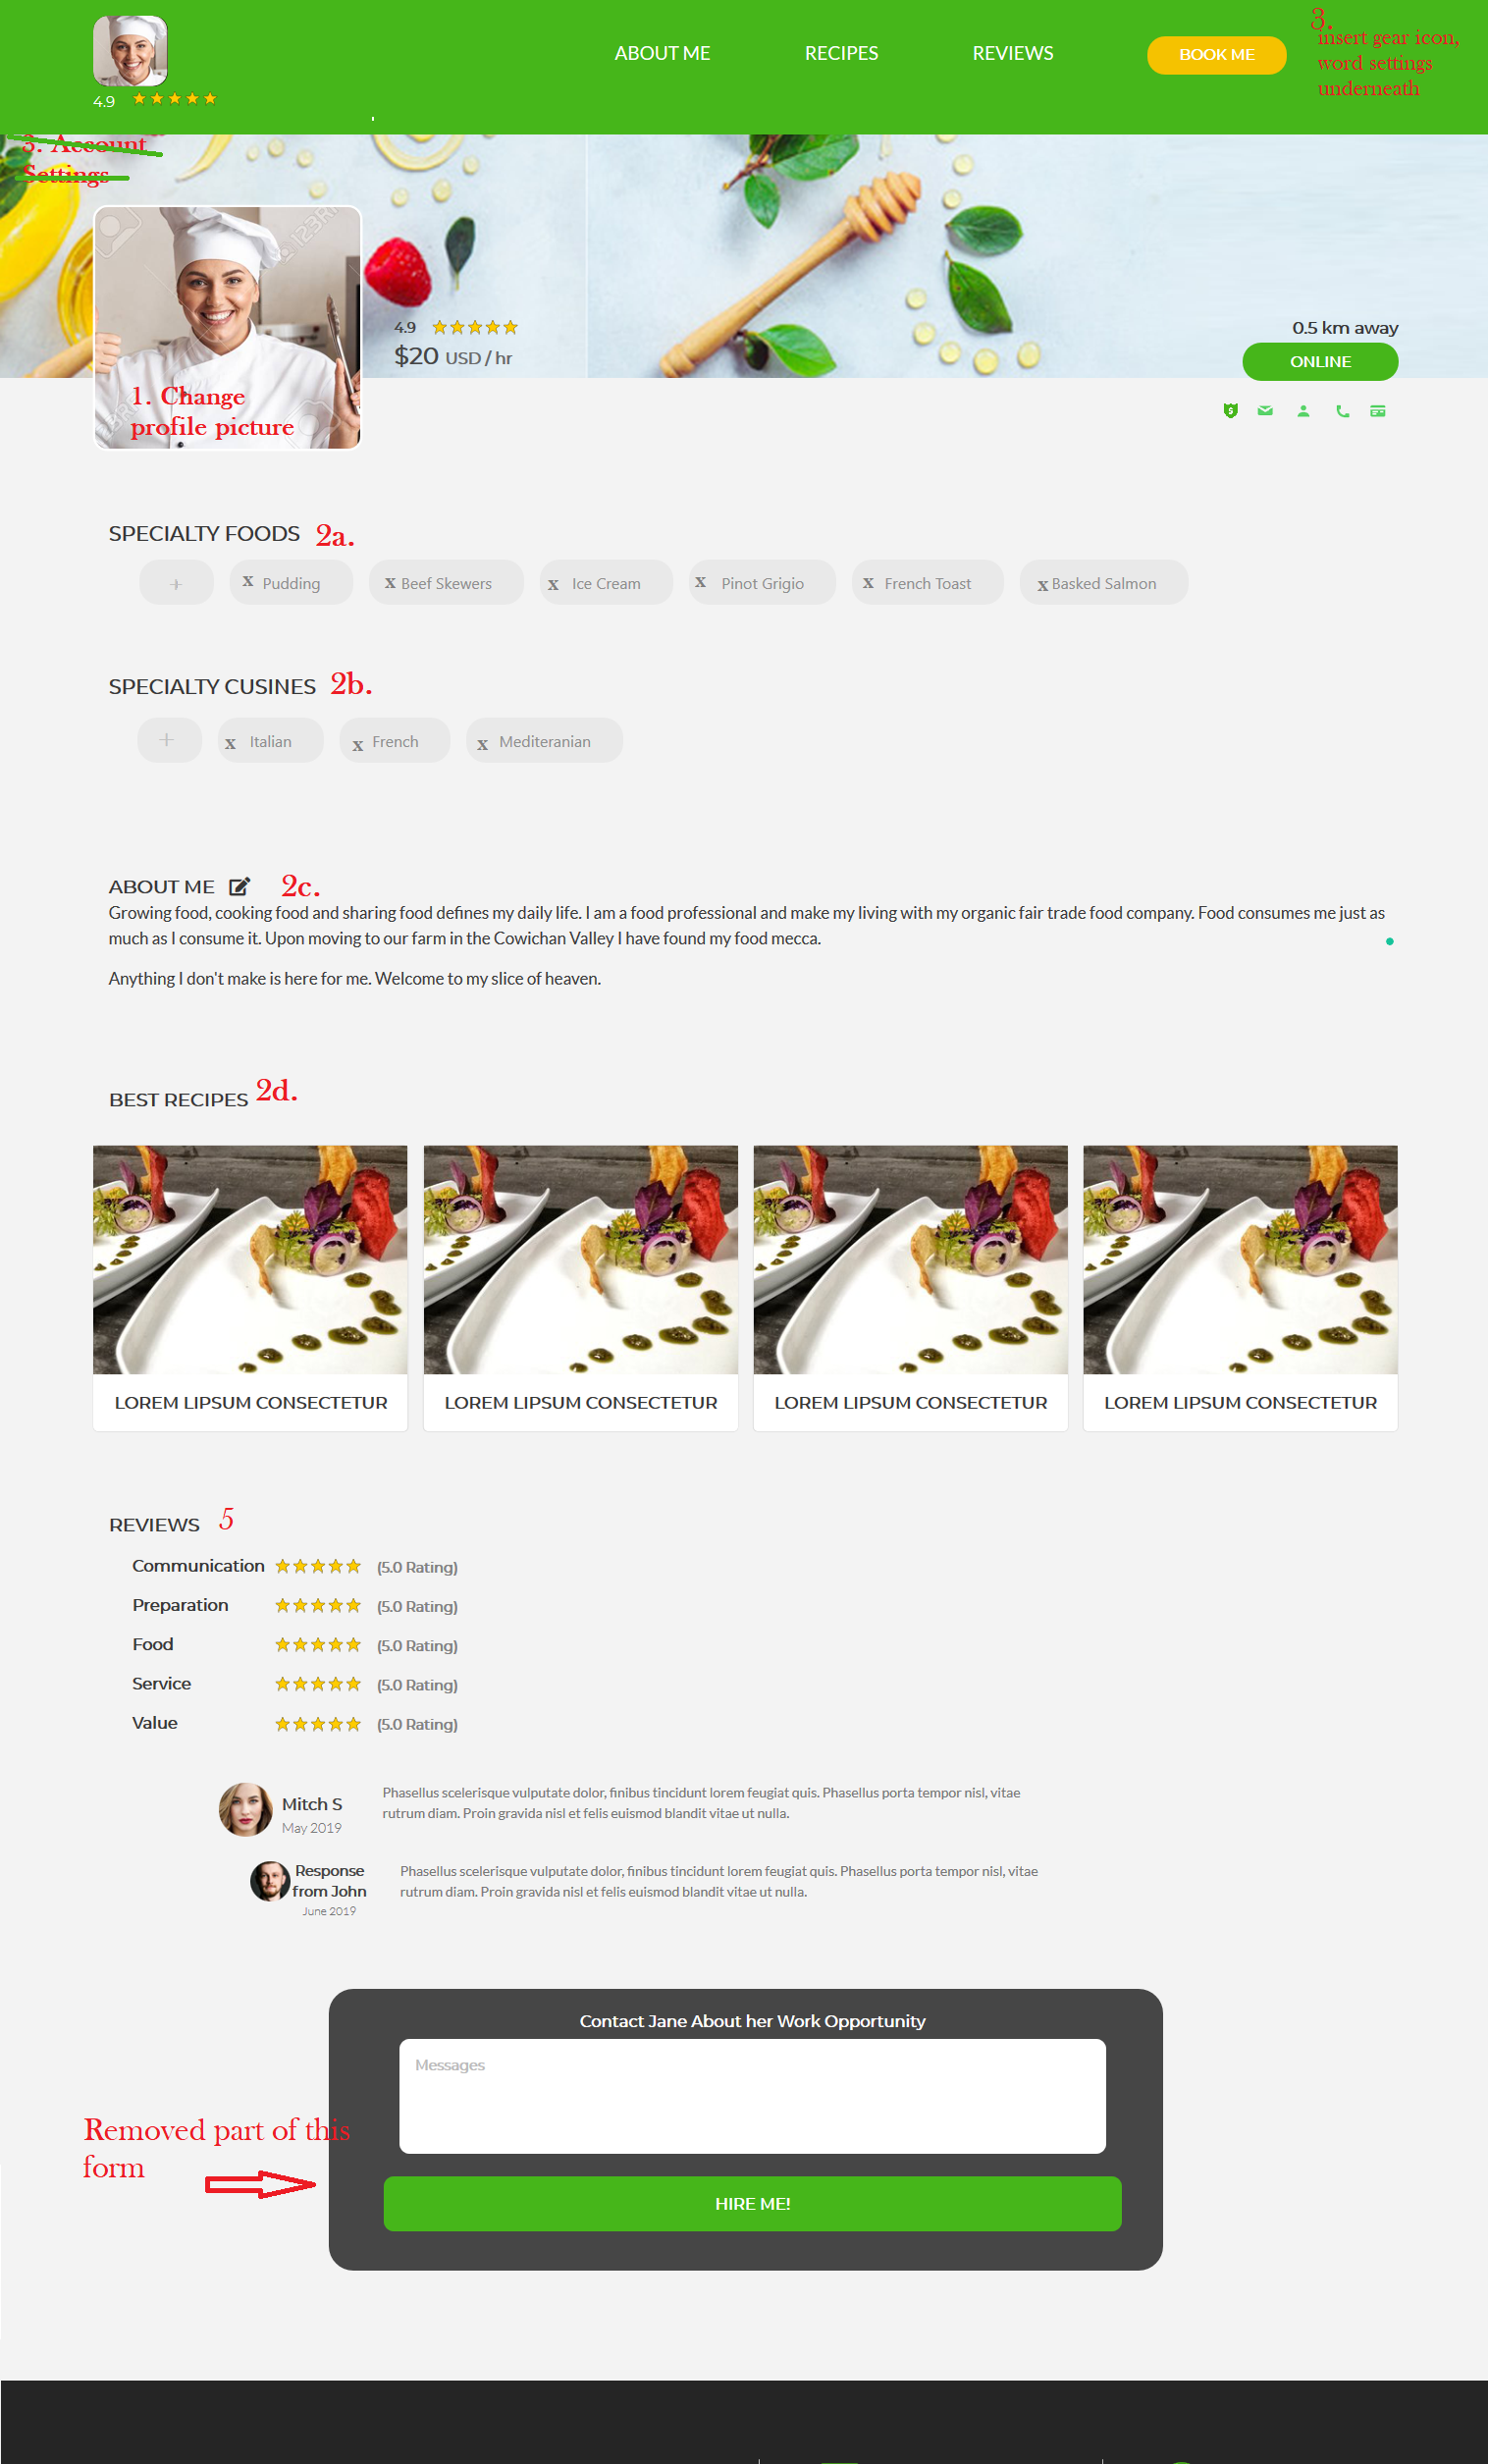 3.
insert gear icon,
word settings
underneath
ABOUT ME RECIPES REVIEWS BOOK ME
4.9
3. Account
Settings
123RF
4.9
$20 USD / hr
0.5 km away
ONLINE
1. Change
profile picture
SPECIALTY FOODS 2a.
+ x Pudding x Beef Skewers x Ice Cream x Pinot Grigio x French Toast x Basked Salmon
SPECIALTY CUSINES 2b.
+ x Italian x French x Mediteranian
ABOUT ME 2c.
Growing food, cooking food and sharing food defines my daily life. I am a food professional and make my living with my organic fair trade food company. Food consumes me just as
much as I consume it. Upon moving to our farm in the Cowichan Valley I have found my food mecca.
Anything I don't make is here for me. Welcome to my slice of heaven.
BEST RECIPES 2d.
LOREM LIPSUM CONSECTETUR LOREM LIPSUM CONSECTETUR LOREM LIPSUM CONSECTETUR LOREM LIPSUM CONSECTETUR
REVIEWS 5
Communication (5.0 Rating)
Preparation (5.0 Rating)
Food (5.0 Rating)
Service (5.0 Rating)
Value (5.0 Rating)
Mitch S
May 2019
Phasellus scelerisque vulputate dolor, finibus tincidunt lorem feugiat quis. Phasellus porta tempor nisl, vitae
rutrum diam. Proin gravida nisl et felis euismod blandit vitae ut nulla.
Response
from John
June 2019
Phasellus scelerisque vulputate dolor, finibus tincidunt lorem feugiat quis. Phasellus porta tempor nisl, vitae
rutrum diam. Proin gravida nisl et felis euismod blandit vitae ut nulla.
Contact Jane About her Work Opportunity
Messages
Removed part of this
form
HIRE ME!